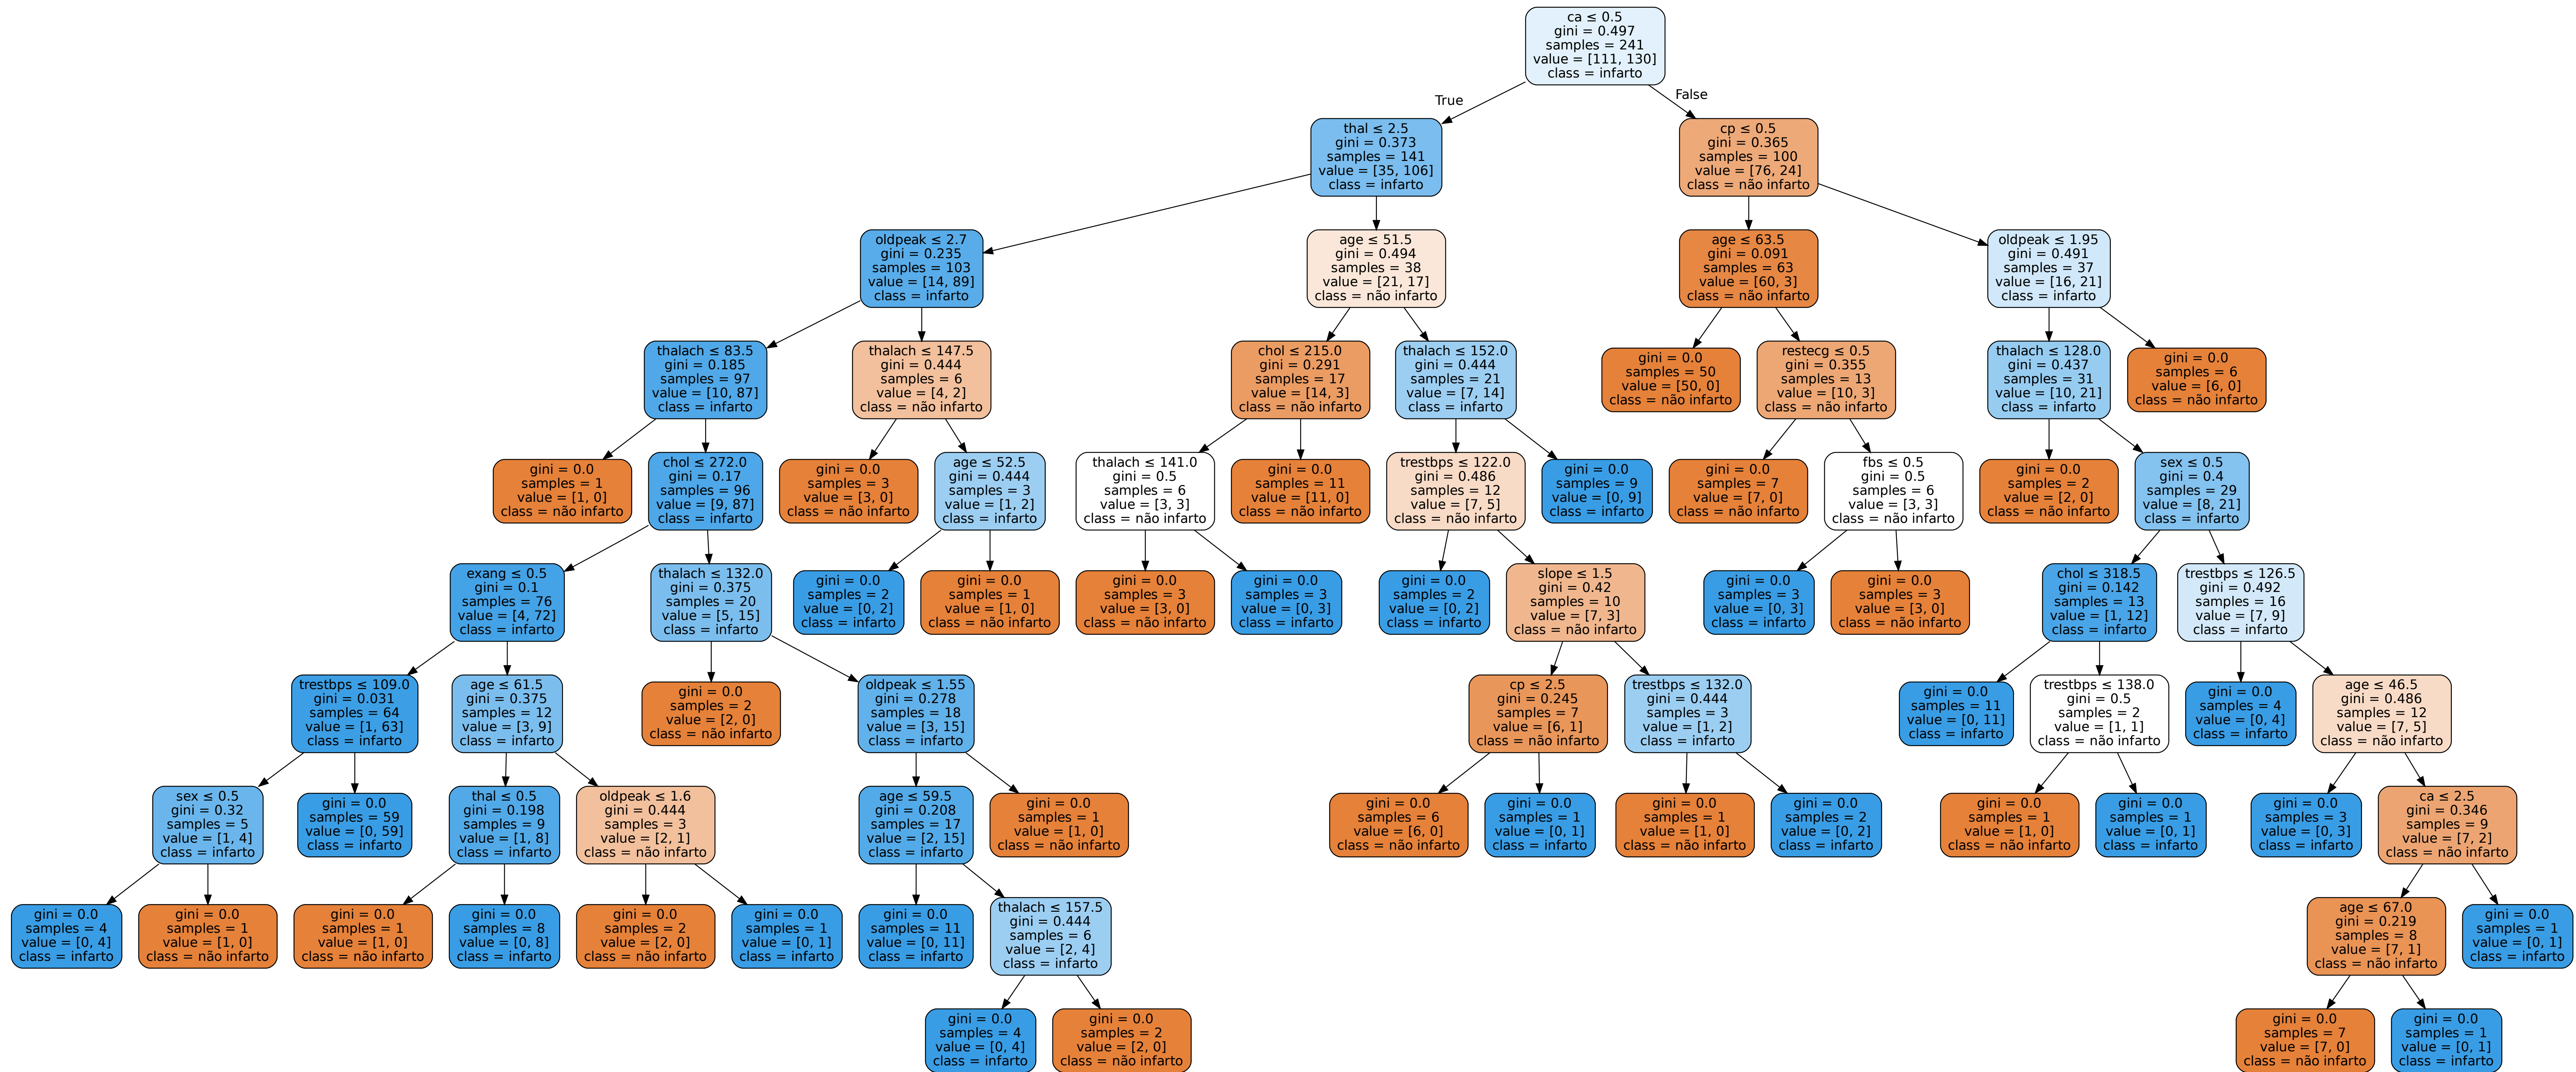 ca ≤ 0.5
gini = 0.497
samples = 241
value = [111, 130]
class = infarto
True
False
thal ≤ 2.5
gini = 0.373
samples = 141
value = [35, 106]
class = infarto
cp ≤ 0.5
gini = 0.365
samples = 100
value = [76, 24]
class = não infarto
oldpeak ≤ 2.7
gini = 0.235
samples = 103
value = [14, 89]
class = infarto
age ≤ 51.5
gini = 0.494
samples = 38
value = [21, 17]
class = não infarto
age ≤ 63.5
gini = 0.091
samples = 63
value = [60, 3]
class = não infarto
oldpeak ≤ 1.95
gini = 0.491
samples = 37
value = [16, 21]
class = infarto
thalach ≤ 83.5
gini = 0.185
samples = 97
value = [10, 87]
class = infarto
thalach ≤ 147.5
gini = 0.444
samples = 6
value = [4, 2]
class = não infarto
chol ≤ 215.0
gini = 0.291
samples = 17
value = [14, 3]
class = não infarto
thalach ≤ 152.0
gini = 0.444
samples = 21
value = [7, 14]
class = infarto
gini = 0.0
samples = 50
value = [50, 0]
class = não infarto
restecg ≤ 0.5
gini = 0.355
samples = 13
value = [10, 3]
class = não infarto
thalach ≤ 128.0
gini = 0.437
samples = 31
value = [10, 21]
class = infarto
gini = 0.0
samples = 6
value = [6, 0]
class = não infarto
gini = 0.0
samples = 1
value = [1, 0]
class = não infarto
chol ≤ 272.0
gini = 0.17
samples = 96
value = [9, 87]
class = infarto
gini = 0.0
samples = 3
value = [3, 0]
class = não infarto
age ≤ 52.5
gini = 0.444
samples = 3
value = [1, 2]
class = infarto
thalach ≤ 141.0
gini = 0.5
samples = 6
value = [3, 3]
class = não infarto
gini = 0.0
samples = 11
value = [11, 0]
class = não infarto
trestbps ≤ 122.0
gini = 0.486
samples = 12
value = [7, 5]
class = não infarto
gini = 0.0
samples = 9
value = [0, 9]
class = infarto
gini = 0.0
samples = 7
value = [7, 0]
class = não infarto
fbs ≤ 0.5
gini = 0.5
samples = 6
value = [3, 3]
class = não infarto
gini = 0.0
samples = 2
value = [2, 0]
class = não infarto
sex ≤ 0.5
gini = 0.4
samples = 29
value = [8, 21]
class = infarto
exang ≤ 0.5
gini = 0.1
samples = 76
value = [4, 72]
class = infarto
thalach ≤ 132.0
gini = 0.375
samples = 20
value = [5, 15]
class = infarto
gini = 0.0
samples = 2
value = [0, 2]
class = infarto
gini = 0.0
samples = 1
value = [1, 0]
class = não infarto
gini = 0.0
samples = 3
value = [3, 0]
class = não infarto
gini = 0.0
samples = 3
value = [0, 3]
class = infarto
gini = 0.0
samples = 2
value = [0, 2]
class = infarto
slope ≤ 1.5
gini = 0.42
samples = 10
value = [7, 3]
class = não infarto
gini = 0.0
samples = 3
value = [0, 3]
class = infarto
gini = 0.0
samples = 3
value = [3, 0]
class = não infarto
chol ≤ 318.5
gini = 0.142
samples = 13
value = [1, 12]
class = infarto
trestbps ≤ 126.5
gini = 0.492
samples = 16
value = [7, 9]
class = infarto
trestbps ≤ 109.0
gini = 0.031
samples = 64
value = [1, 63]
class = infarto
age ≤ 61.5
gini = 0.375
samples = 12
value = [3, 9]
class = infarto
gini = 0.0
samples = 2
value = [2, 0]
class = não infarto
oldpeak ≤ 1.55
gini = 0.278
samples = 18
value = [3, 15]
class = infarto
cp ≤ 2.5
gini = 0.245
samples = 7
value = [6, 1]
class = não infarto
trestbps ≤ 132.0
gini = 0.444
samples = 3
value = [1, 2]
class = infarto
gini = 0.0
samples = 11
value = [0, 11]
class = infarto
trestbps ≤ 138.0
gini = 0.5
samples = 2
value = [1, 1]
class = não infarto
gini = 0.0
samples = 4
value = [0, 4]
class = infarto
age ≤ 46.5
gini = 0.486
samples = 12
value = [7, 5]
class = não infarto
sex ≤ 0.5
gini = 0.32
samples = 5
value = [1, 4]
class = infarto
gini = 0.0
samples = 59
value = [0, 59]
class = infarto
thal ≤ 0.5
gini = 0.198
samples = 9
value = [1, 8]
class = infarto
oldpeak ≤ 1.6
gini = 0.444
samples = 3
value = [2, 1]
class = não infarto
age ≤ 59.5
gini = 0.208
samples = 17
value = [2, 15]
class = infarto
gini = 0.0
samples = 1
value = [1, 0]
class = não infarto
gini = 0.0
samples = 6
value = [6, 0]
class = não infarto
gini = 0.0
samples = 1
value = [0, 1]
class = infarto
gini = 0.0
samples = 1
value = [1, 0]
class = não infarto
gini = 0.0
samples = 2
value = [0, 2]
class = infarto
gini = 0.0
samples = 1
value = [1, 0]
class = não infarto
gini = 0.0
samples = 1
value = [0, 1]
class = infarto
gini = 0.0
samples = 3
value = [0, 3]
class = infarto
ca ≤ 2.5
gini = 0.346
samples = 9
value = [7, 2]
class = não infarto
gini = 0.0
samples = 4
value = [0, 4]
class = infarto
gini = 0.0
samples = 1
value = [1, 0]
class = não infarto
gini = 0.0
samples = 1
value = [1, 0]
class = não infarto
gini = 0.0
samples = 8
value = [0, 8]
class = infarto
gini = 0.0
samples = 2
value = [2, 0]
class = não infarto
gini = 0.0
samples = 1
value = [0, 1]
class = infarto
gini = 0.0
samples = 11
value = [0, 11]
class = infarto
thalach ≤ 157.5
gini = 0.444
samples = 6
value = [2, 4]
class = infarto
age ≤ 67.0
gini = 0.219
samples = 8
value = [7, 1]
class = não infarto
gini = 0.0
samples = 1
value = [0, 1]
class = infarto
gini = 0.0
samples = 4
value = [0, 4]
class = infarto
gini = 0.0
samples = 2
value = [2, 0]
class = não infarto
gini = 0.0
samples = 7
value = [7, 0]
class = não infarto
gini = 0.0
samples = 1
value = [0, 1]
class = infarto